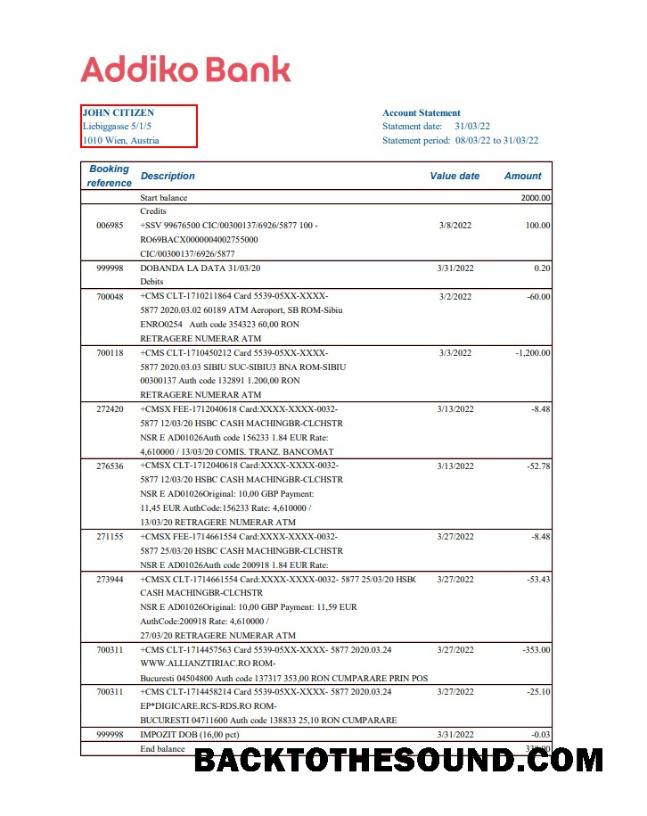 Addiko Bank
JOHN CITIZEN
Liebiggasse 5/1/5
1010 Wien, Austria
Account Statement
Statement date: 31/03/22
Statement period: 08/03/22 to 31/03/22
Booking reference Description Value date Amount
Start balance 2000.00
Credits
006985 +SSV 99676500 CIC/00300137/6926/5877 100 - 3/8/2022 100.00
RO69BACX0000004002755000
CIC/00300137/6926/5877
999998 DOBANDA LA DATA 31/03/20 3/31/2022 0.20
Debits
700048 +CMS CLT-1710211864 Card 5539-05XX-XXXX- 3/2/2022 -60.00
5877 2020.03.02 60189 ATM Aeroport, SB ROM-Sibiu
ENRO0254 Auth code 354323 60,00 RON
RETRAGERE NUMERAR ATM
700118 +CMS CLT-1710450212 Card 5539-05XX-XXXX- 3/3/2022 -1,200.00
5877 2020.03.03 SIBIU SUC-SIBIU3 BNA ROM-SIBIU
00300137 Auth code 132891 1.200,00 RON
RETRAGERE NUMERAR ATM
272420 +CMSX FEE-1712040618 Card:XXXX-XXXX-0032- 3/13/2022 -8.48
5877 12/03/20 HSBC CASH MACHINGBR-CLCHSTR
NSR E AD01026Auth code 156233 1.84 EUR Rate:
4,610000 / 13/03/20 COMIS. TRANZ. BANCOMAT
276536 +CMSX CLT-1712040618 Card:XXXX-XXXX-0032- 3/13/2022 -52.78
5877 12/03/20 HSBC CASH MACHINGBR-CLCHSTR
NSR E AD01026Original: 10,00 GBP Payment:
11,45 EUR AuthCode:156233 Rate: 4,610000 /
13/03/20 RETRAGERE NUMERAR ATM
271155 +CMSX FEE-1714661554 Card:XXXX-XXXX-0032- 3/27/2022 -8.48
5877 25/03/20 HSBC CASH MACHINGBR-CLCHSTR
NSR E AD01026Auth code 200918 1.84 EUR Rate:
273944 +CMSX CLT-1714661554 Card:XXXX-XXXX-0032- 5877 25/03/20 HSBC 3/27/2022 -53.43
CASH MACHINGBR-CLCHSTR
NSR E AD01026Original: 10,00 GBP Payment: 11,59 EUR
AuthCode:200918 Rate: 4,610000 /
27/03/20 RETRAGERE NUMERAR ATM
700311 +CMS CLT-1714457563 Card 5539-05XX-XXXX- 5877 2020.03.24 3/27/2022 -353.00
WWW.ALLIANZTIRIAC.RO ROM-
Bucuresti 04504800 Auth code 137317 353,00 RON CUMPARARE PRIN POS
700311 +CMS CLT-1714458214 Card 5539-05XX-XXXX- 5877 2020.03.24 3/27/2022 -25.10
EP*DIGICARE.RCS-RDS.RO ROM-
BUCURESTI 04711600 Auth code 138833 25,10 RON CUMPARARE
999998 IMPOZIT DOB (16,00 pct) 3/31/2022 -0.03
End balance
BACKTOTHESOUND.COM